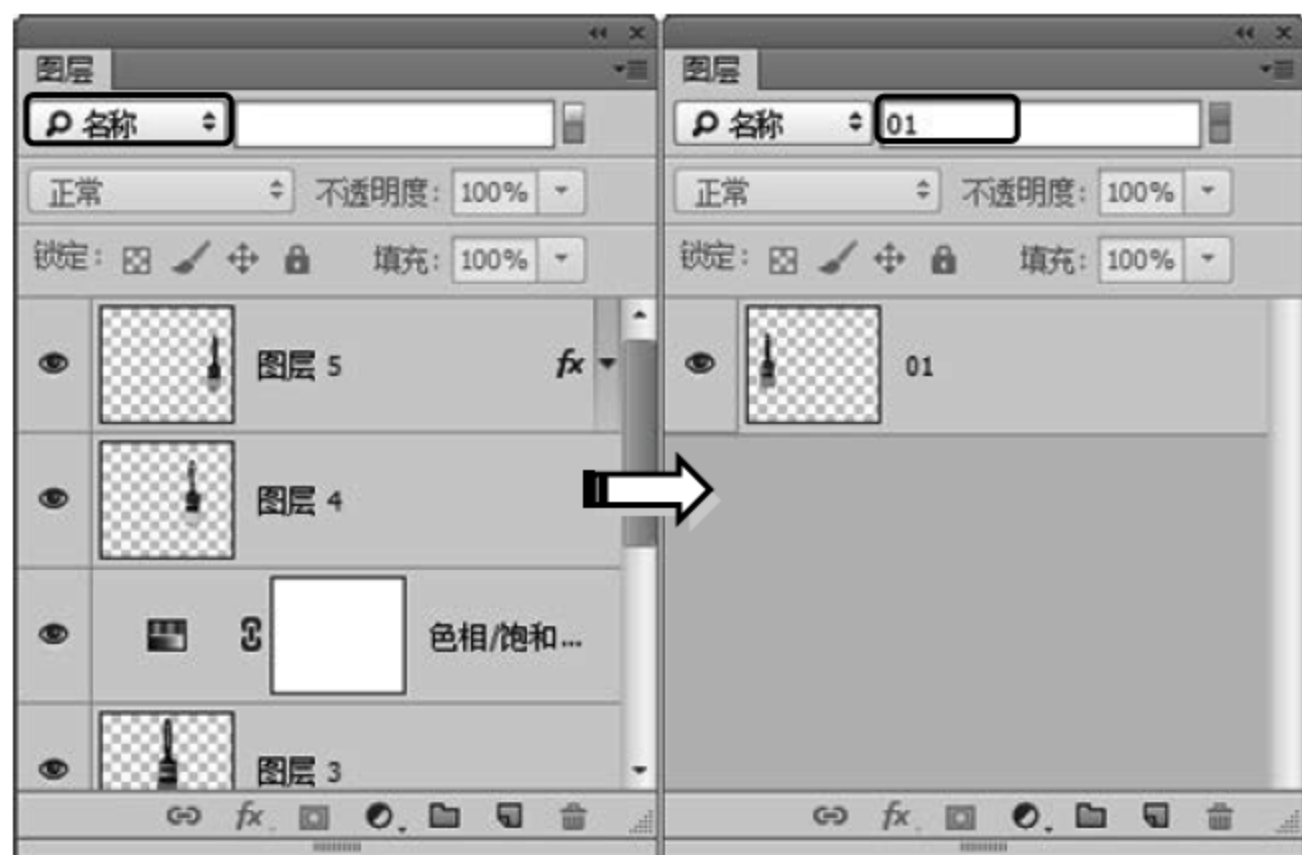 图层
名称
正常 不透明度: 100%
锁定: 填充: 100%
图层 5 fx
图层 4
色相/饱和...
图层 3
fx
图层
名称 01
正常 不透明度: 100%
锁定: 填充: 100%
01
fx